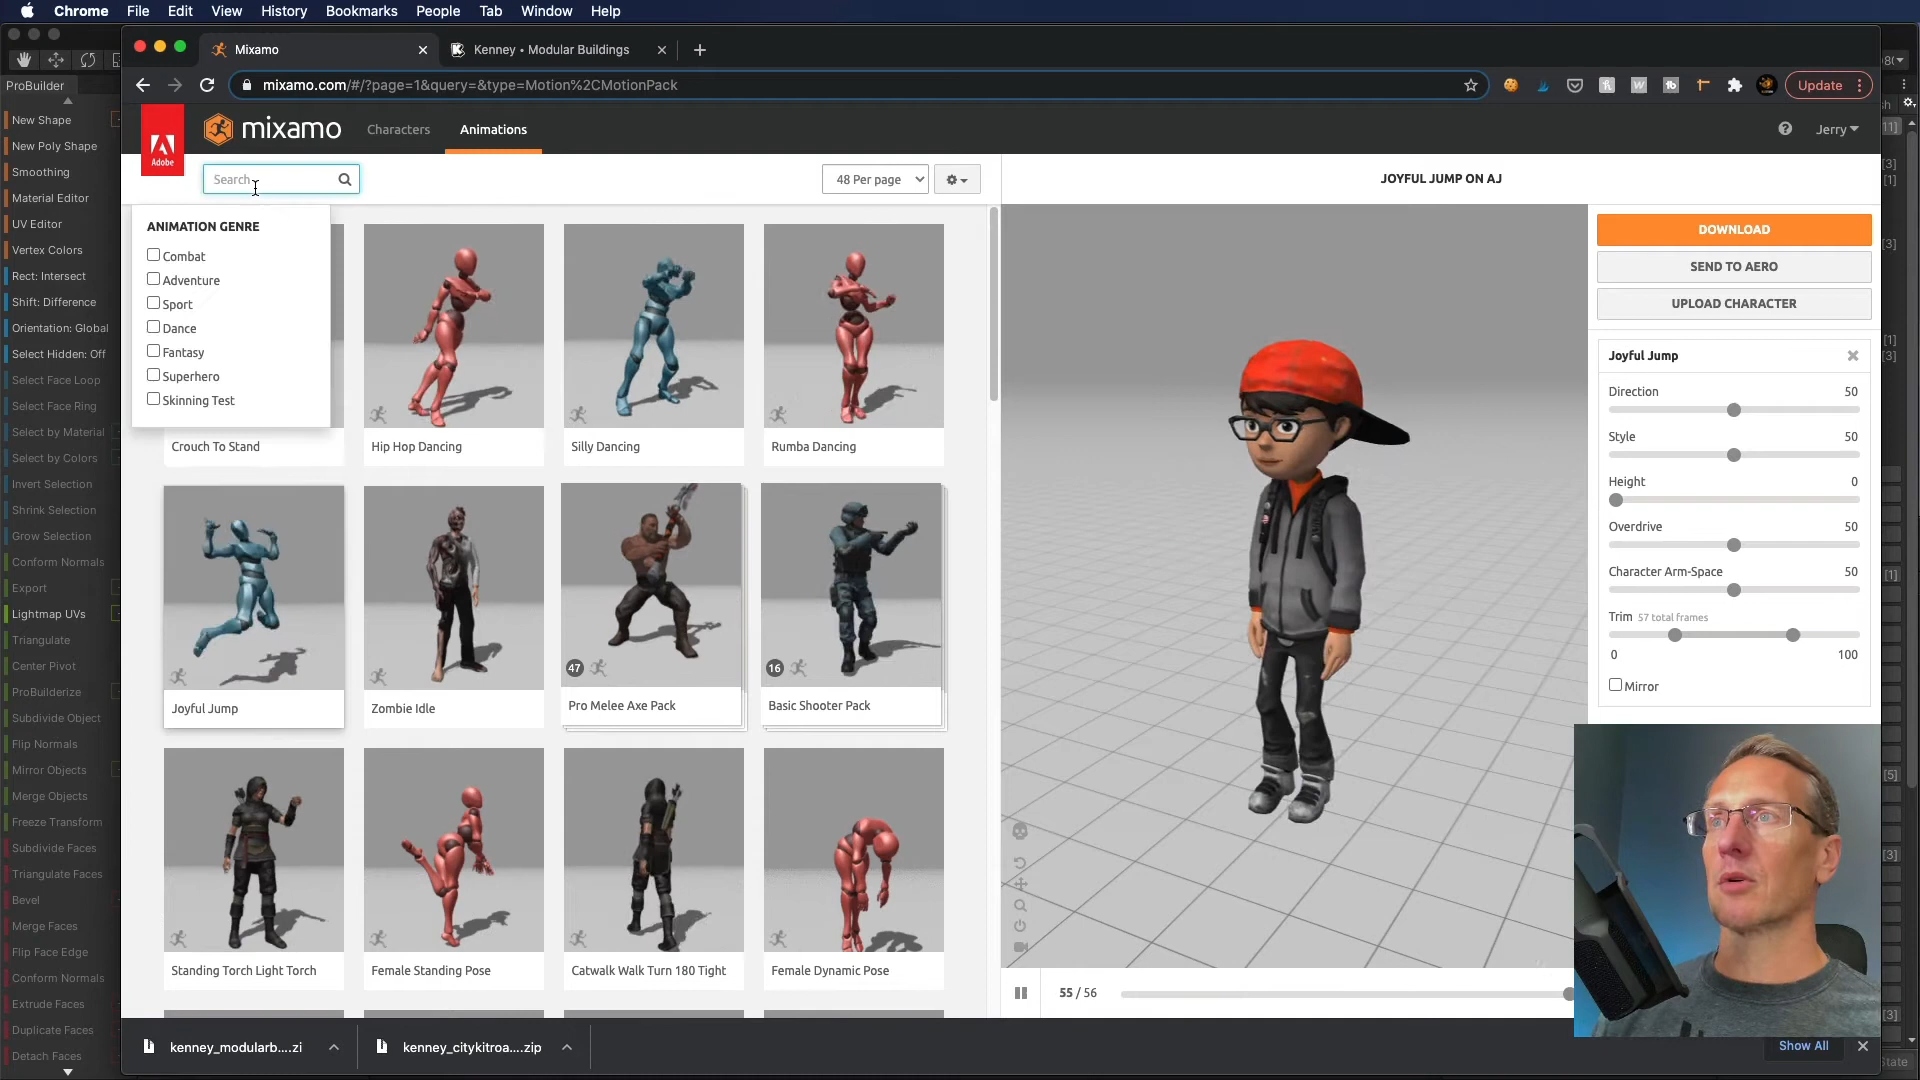 Chrome File Edit View History Bookmarks People Tab Window Help
Mixamo
Kenney • Modular Buildings
mixamo.com/#/?page=1&query=&type=Motion%2CMotionPack
Update
Adobe
mixamo
Characters
Animations
Jerry
Search
48 Per page
ANIMATION GENRE
Combat
Adventure
Sport
Dance
Fantasy
Superhero
Skinning Test
Crouch To Stand
Hip Hop Dancing
Silly Dancing
Rumba Dancing
Joyful Jump
Zombie Idle
47
Pro Melee Axe Pack
16
Basic Shooter Pack
Standing Torch Light Torch
Female Standing Pose
Catwalk Walk Turn 180 Tight
Female Dynamic Pose
JOYFUL JUMP ON AJ
55 / 56
DOWNLOAD
SEND TO AERO
UPLOAD CHARACTER
Joyful Jump
Direction 50
Style 50
Height 0
Overdrive 50
Character Arm-Space 50
Trim 57 total frames
0 100
Mirror
kenney_modularb....zi
kenney_citykitroa....zip
Show All
ProBuilder
New Shape
New Poly Shape
Smoothing
Material Editor
UV Editor
Vertex Colors
Rect: Intersect
Shift: Difference
Orientation: Global
Select Hidden: Off
Select Face Loop
Select Face Ring
Select by Material
Select by Colors
Invert Selection
Shrink Selection
Grow Selection
Conform Normals
Export
Lightmap UVs
Triangulate
Center Pivot
ProBuilderize
Subdivide Object
Flip Normals
Mirror Objects
Merge Objects
Freeze Transform
Subdivide Faces
Triangulate Faces
Bevel
Merge Faces
Flip Face Edge
Conform Normals
Extrude Faces
Duplicate Faces
Detach Faces